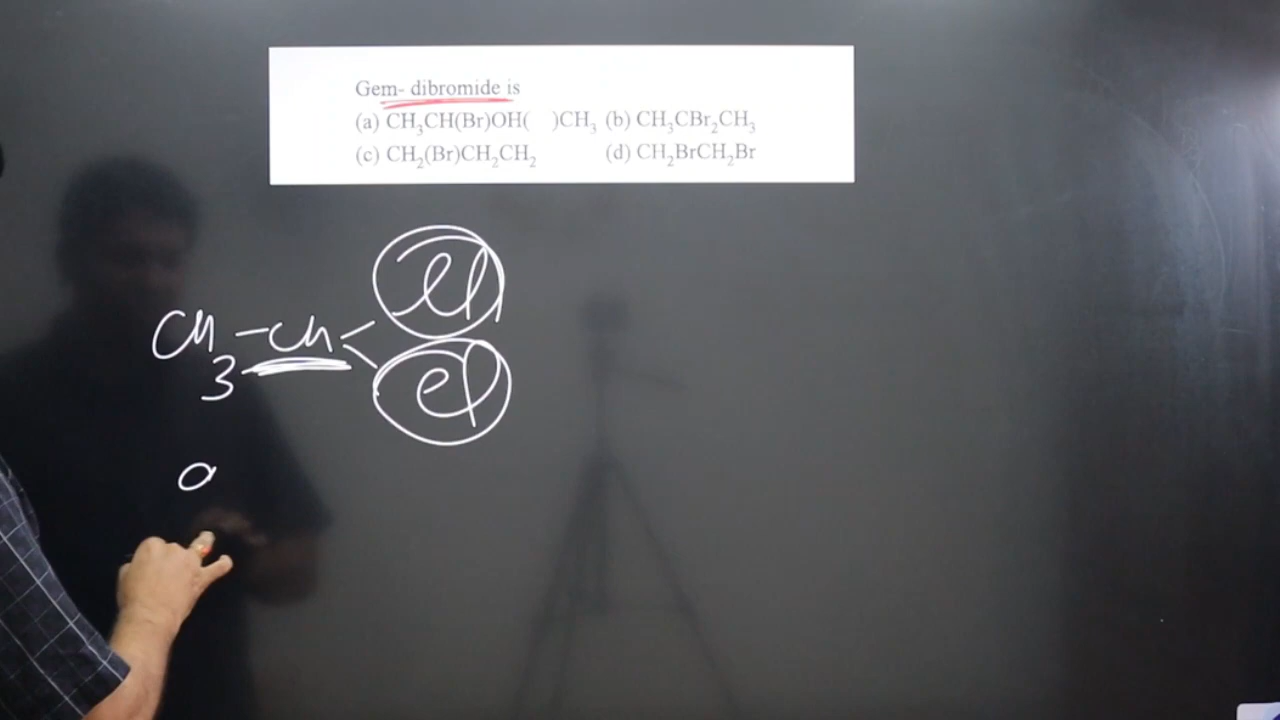 Gem- dibromide is
(a) CH₃CH(Br)OH( )CH₃ (b) CH₃CBr₂CH₃
(c) CH₂(Br)CH₂CH₂ (d) CH₂BrCH₂Br
Cl
CH₃-CH
Cl